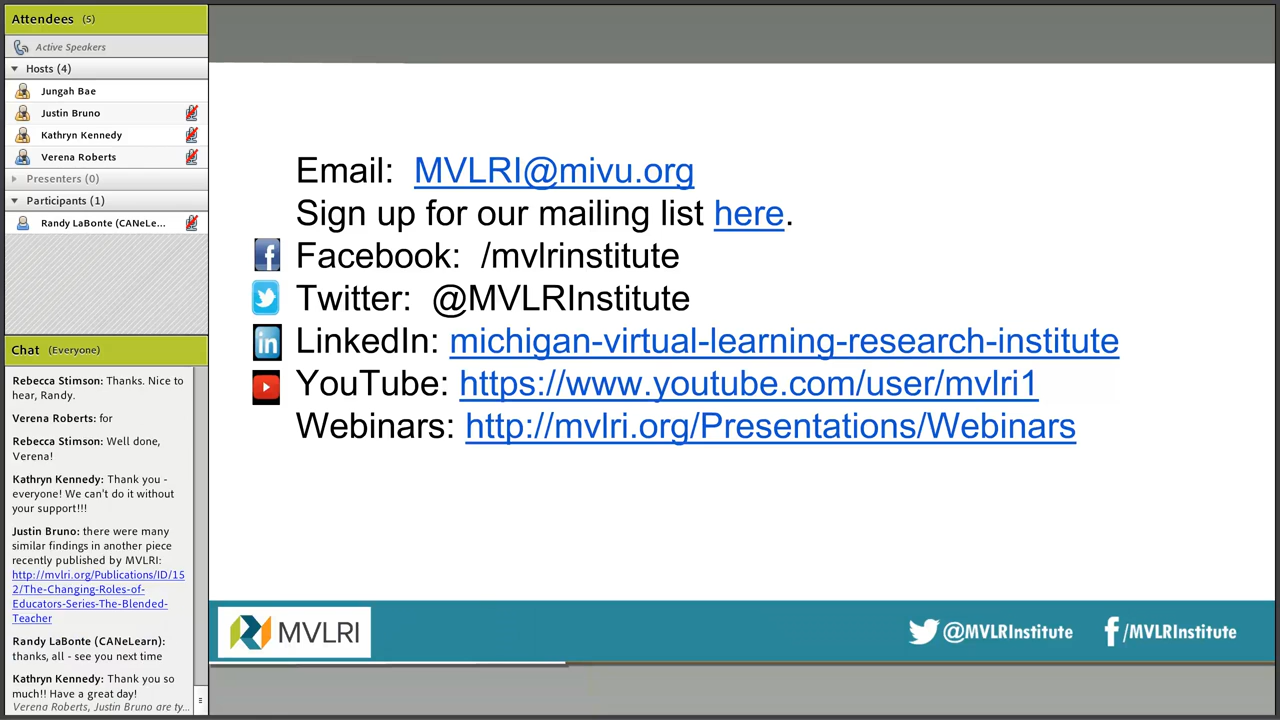 Attendees (5)
Active Speakers
Hosts (4)
Jungah Bae
Justin Bruno
Kathryn Kennedy
Verena Roberts
Presenters (0)
Participants (1)
Randy LaBonte (CANeLe...
Chat (Everyone)
Rebecca Stimson: Thanks. Nice to
hear, Randy.
Verena Roberts: for
Rebecca Stimson: Well done,
Verena!
Kathryn Kennedy: Thank you -
everyone! We can't do it without
your support!!!
Justin Bruno: there were many
similar findings in another piece
recently published by MVLRI:
http://mvlri.org/Publications/ID/15
2/The-Changing-Roles-of-
Educators-Series-The-Blended-
Teacher
Randy LaBonte (CANeLearn):
thanks, all - see you next time
Kathryn Kennedy: Thank you so
much!! Have a great day!
Verena Roberts, Justin Bruno are ty...
Email: MVLRI@mivu.org
Sign up for our mailing list here.
Facebook: /mvlrinstitute
Twitter: @MVLRInstitute
LinkedIn: michigan-virtual-learning-research-institute
YouTube: https://www.youtube.com/user/mvlri1
Webinars: http://mvlri.org/Presentations/Webinars
MVLRI
@MVLRInstitute
/MVLRInstitute